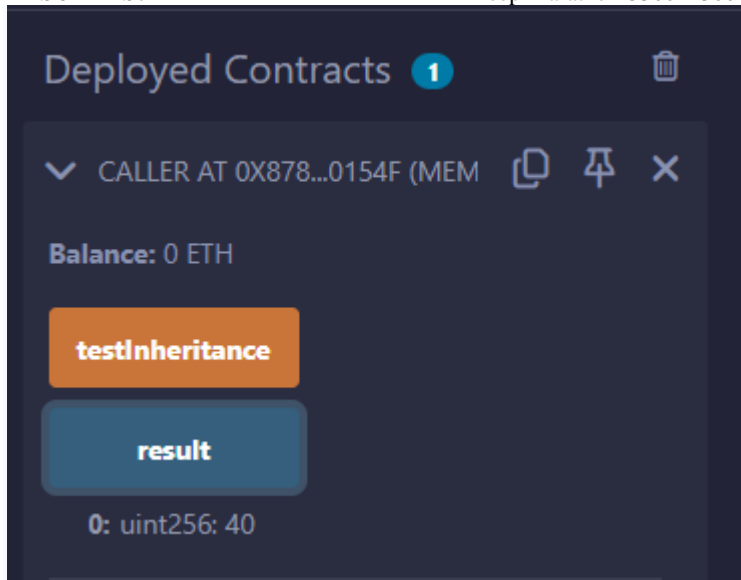 Deployed Contracts 1
CALLER AT 0X878...0154F (MEM
Balance: 0 ETH
testInheritance
result
0: uint256: 40